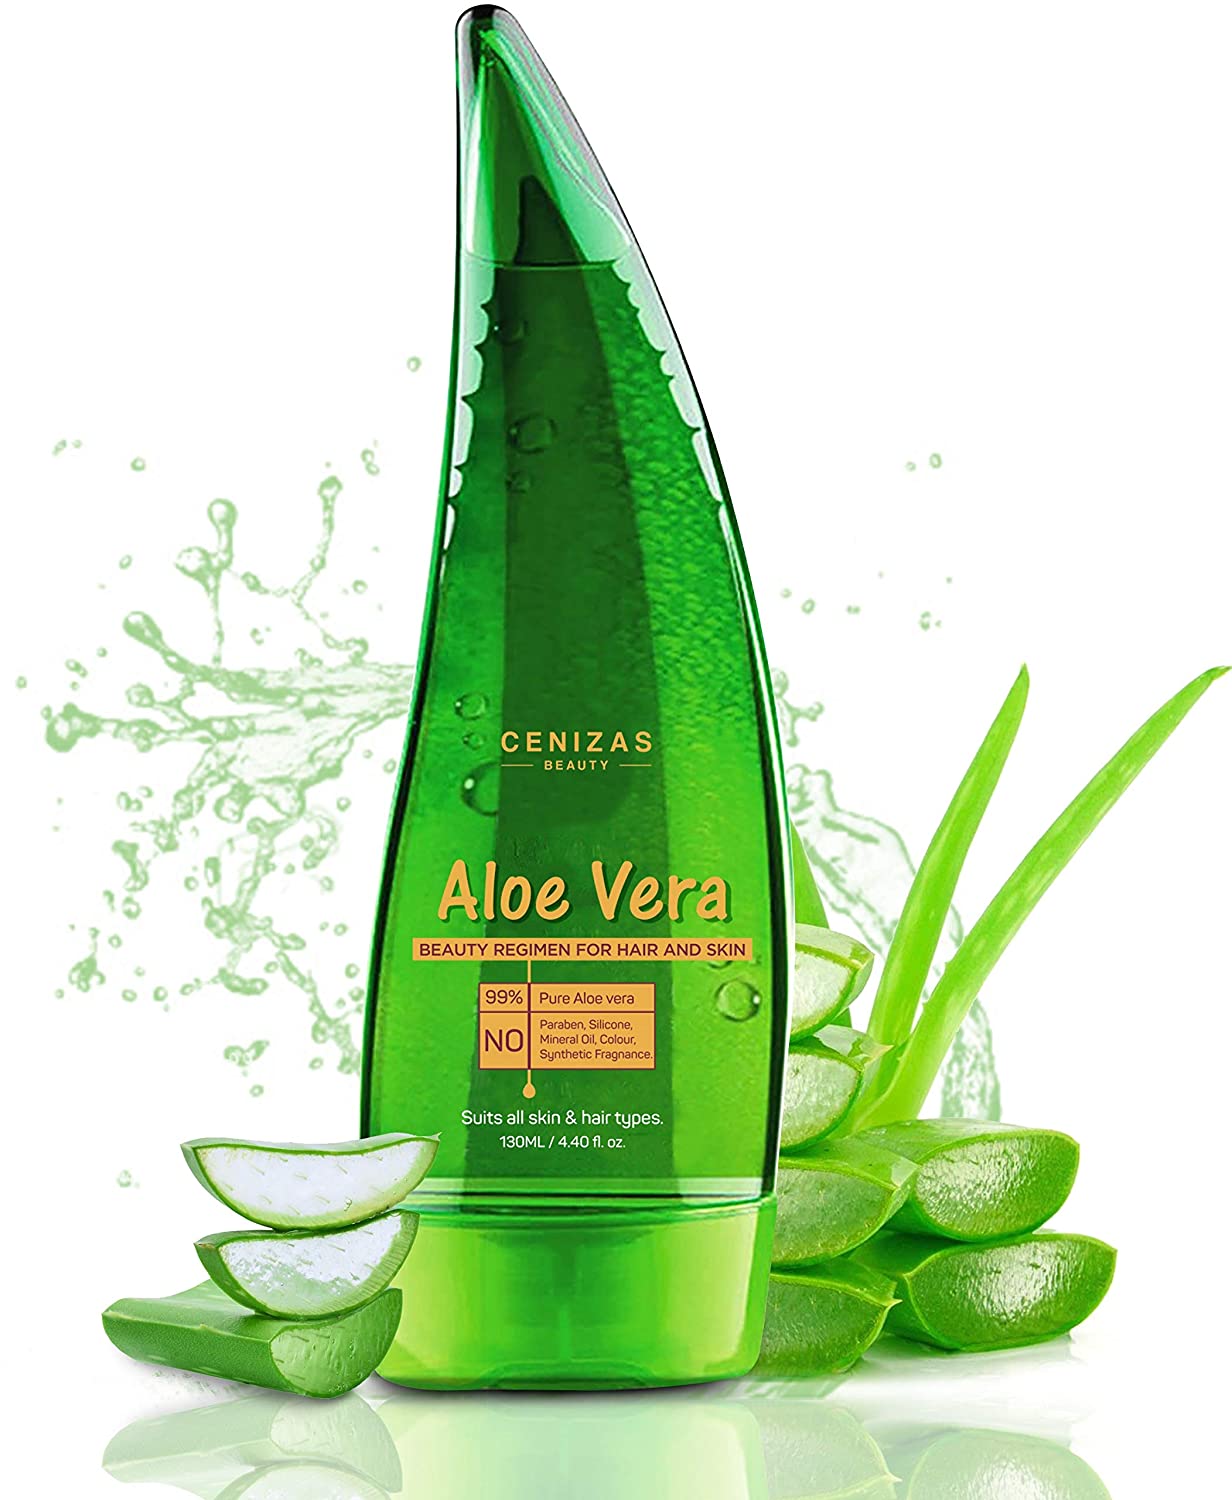 CENIZAS
BEAUTY
Aloe Vera
BEAUTY REGIMEN FOR HAIR AND SKIN
99% Pure Aloe vera
NO Paraben, Silicone,
Mineral Oil, Colour,
Synthetic Fragnance.
Suits all skin & hair types.
130ML / 4.40 fl. oz.